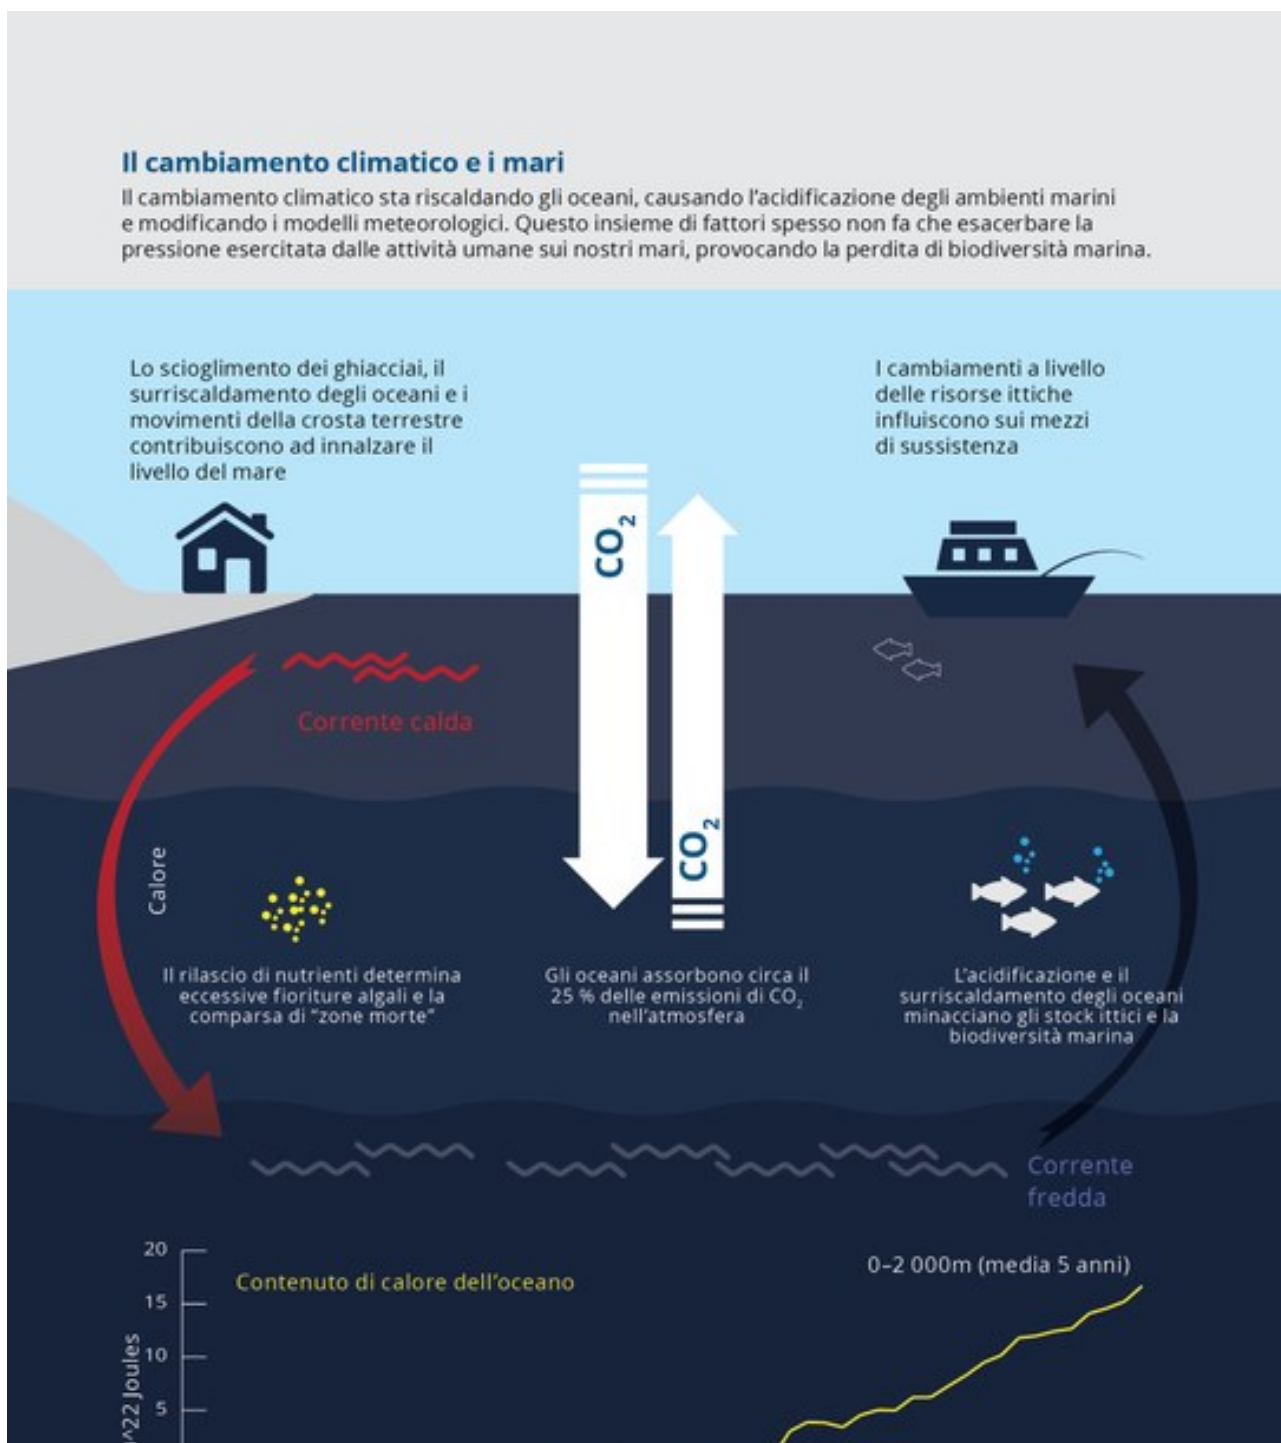 Il cambiamento climatico e i mari
Il cambiamento climatico sta riscaldando gli oceani, causando l'acidificazione degli ambienti marini
e modificando i modelli meteorologici. Questo insieme di fattori spesso non fa che esacerbare la
pressione esercitata dalle attività umane sui nostri mari, provocando la perdita di biodiversità marina.
Lo scioglimento dei ghiacciai, il
surriscaldamento degli oceani e i
movimenti della crosta terrestre
contribuiscono ad innalzare il
livello del mare
I cambiamenti a livello
delle risorse ittiche
influiscono sui mezzi
di sussistenza
CO₂
Corrente calda
CO₂
Calore
Il rilascio di nutrienti determina
eccessive fioriture algali e la
comparsa di "zone morte"
Gli oceani assorbono circa il
25 % delle emissioni di CO₂
nell'atmosfera
L'acidificazione e il
surriscaldamento degli oceani
minacciano gli stock ittici e la
biodiversità marina
Corrente
fredda
20
Contenuto di calore dell'oceano
0–2 000m (media 5 anni)
15
10
5
^22 Joules